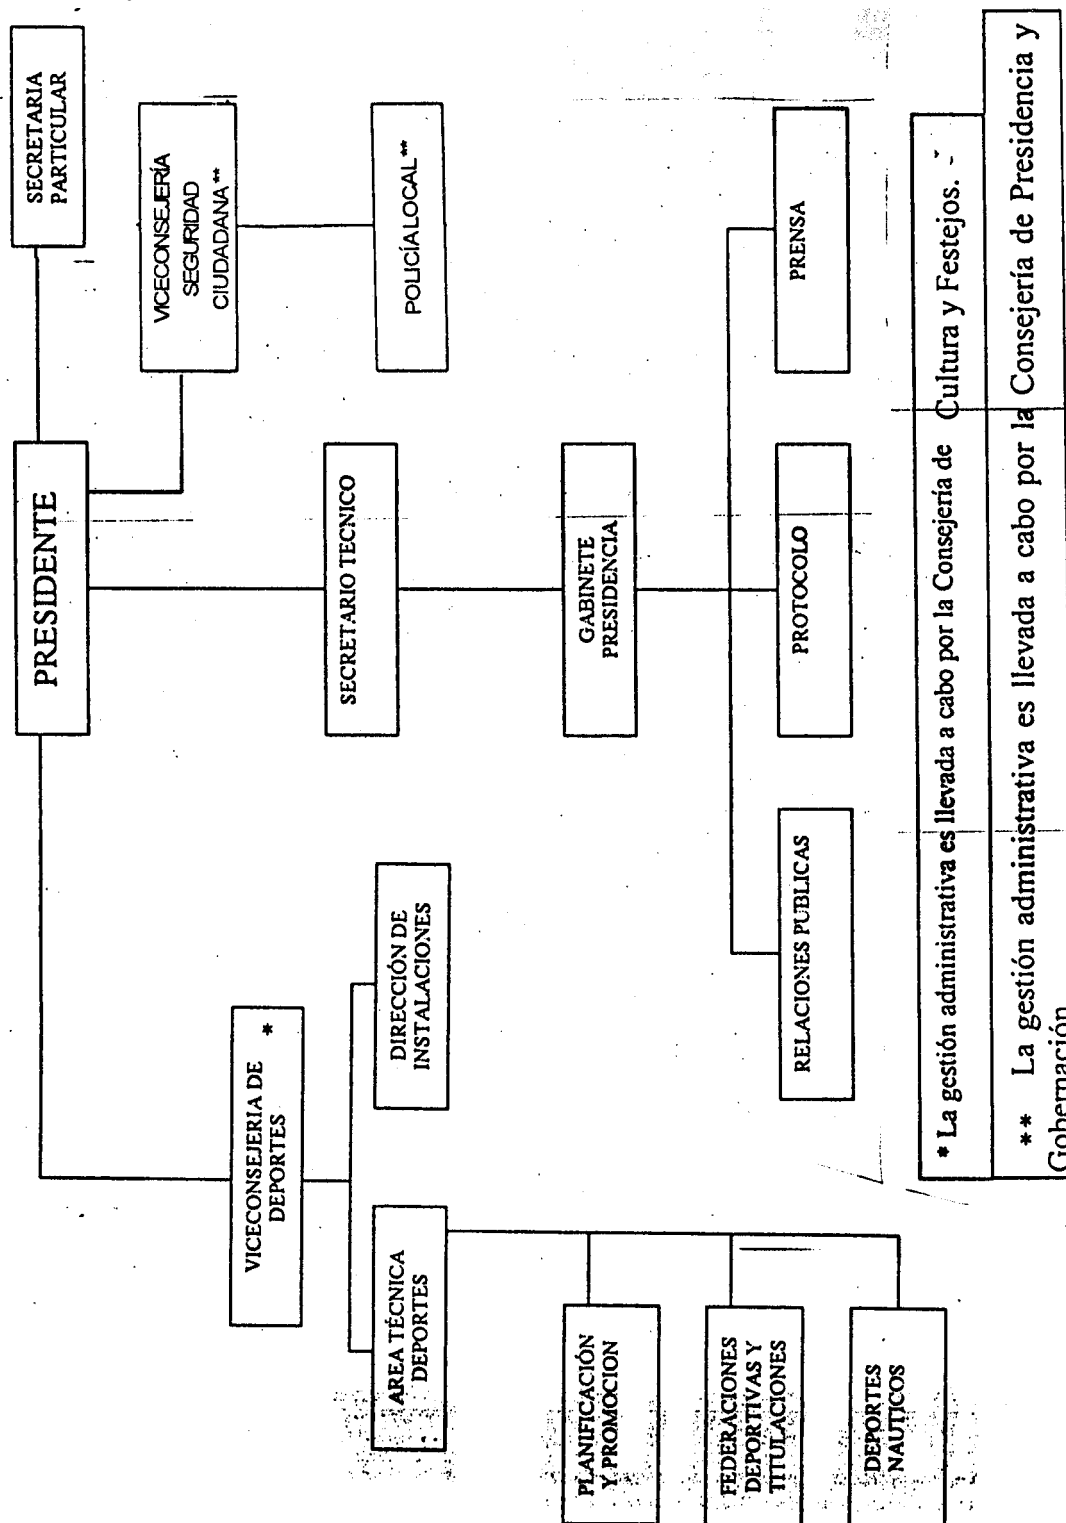 SECRETARIA
PARTICULAR
PRESIDENTE
VICECONSEJERÍA
SEGURIDAD
CIUDADANA**
POLICÍA LOCAL**
SECRETARIO TECNICO
GABINETE
PRESIDENCIA
PRENSA
PROTOCOLO
RELACIONES PUBLICAS
VICECONSEJERIA DE
DEPORTES *
DIRECCIÓN DE
INSTALACIONES
AREA TÉCNICA
DEPORTES
PLANIFICACIÓN
Y PROMOCION
FEDERACIONES
DEPORTIVAS Y
TITULACIONES
DEPORTES
NAUTICOS
* La gestión administrativa es llevada a cabo por la Consejería de Cultura y Festejos.
** La gestión administrativa es llevada a cabo por la Consejería de Presidencia y
Gobernación